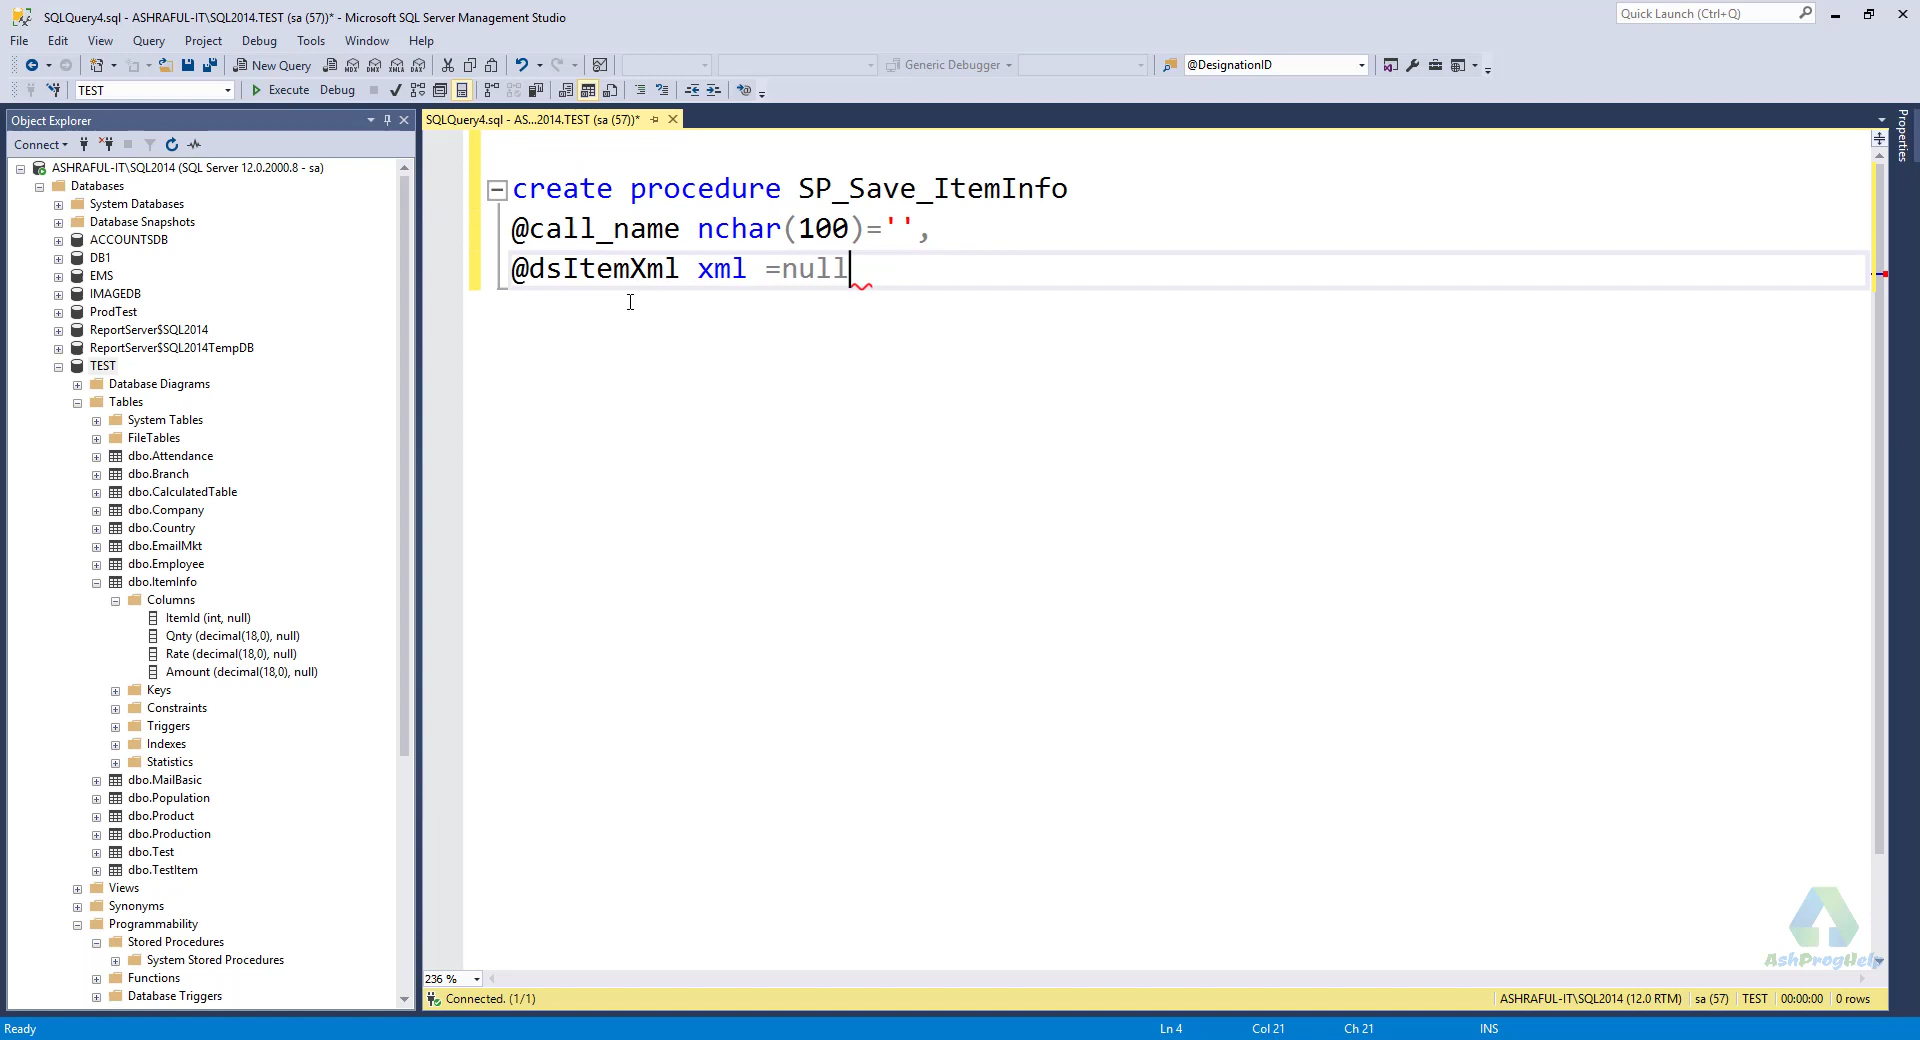 SQLQuery4.sql - ASHRAFUL-IT\SQL2014.TEST (sa (57))* - Microsoft SQL Server Management Studio
Quick Launch (Ctrl+Q)
File Edit View Query Project Debug Tools Window Help
New Query
MDX DMX XMLA DAX
Generic Debugger
@DesignationID
TEST
Execute Debug
Object Explorer
SQLQuery4.sql - AS...2014.TEST (sa (57))*
Properties
Connect
ASHRAFUL-IT\SQL2014 (SQL Server 12.0.2000.8 - sa)
Databases
System Databases
Database Snapshots
ACCOUNTSDB
DB1
EMS
IMAGEDB
ProdTest
ReportServer$SQL2014
ReportServer$SQL2014TempDB
TEST
Database Diagrams
Tables
System Tables
FileTables
dbo.Attendance
dbo.Branch
dbo.CalculatedTable
dbo.Company
dbo.Country
dbo.EmailMkt
dbo.Employee
dbo.ItemInfo
Columns
ItemId (int, null)
Qnty (decimal(18,0), null)
Rate (decimal(18,0), null)
Amount (decimal(18,0), null)
Keys
Constraints
Triggers
Indexes
Statistics
dbo.MailBasic
dbo.Population
dbo.Product
dbo.Production
dbo.Test
dbo.TestItem
Views
Synonyms
Programmability
Stored Procedures
System Stored Procedures
Functions
Database Triggers
create procedure SP_Save_ItemInfo
@call_name nchar(100)='',
@dsItemXml xml =null
AshProgHelp
236 %
Connected. (1/1)
ASHRAFUL-IT\SQL2014 (12.0 RTM) sa (57) TEST 00:00:00 0 rows
Ready
Ln 4 Col 21 Ch 21 INS